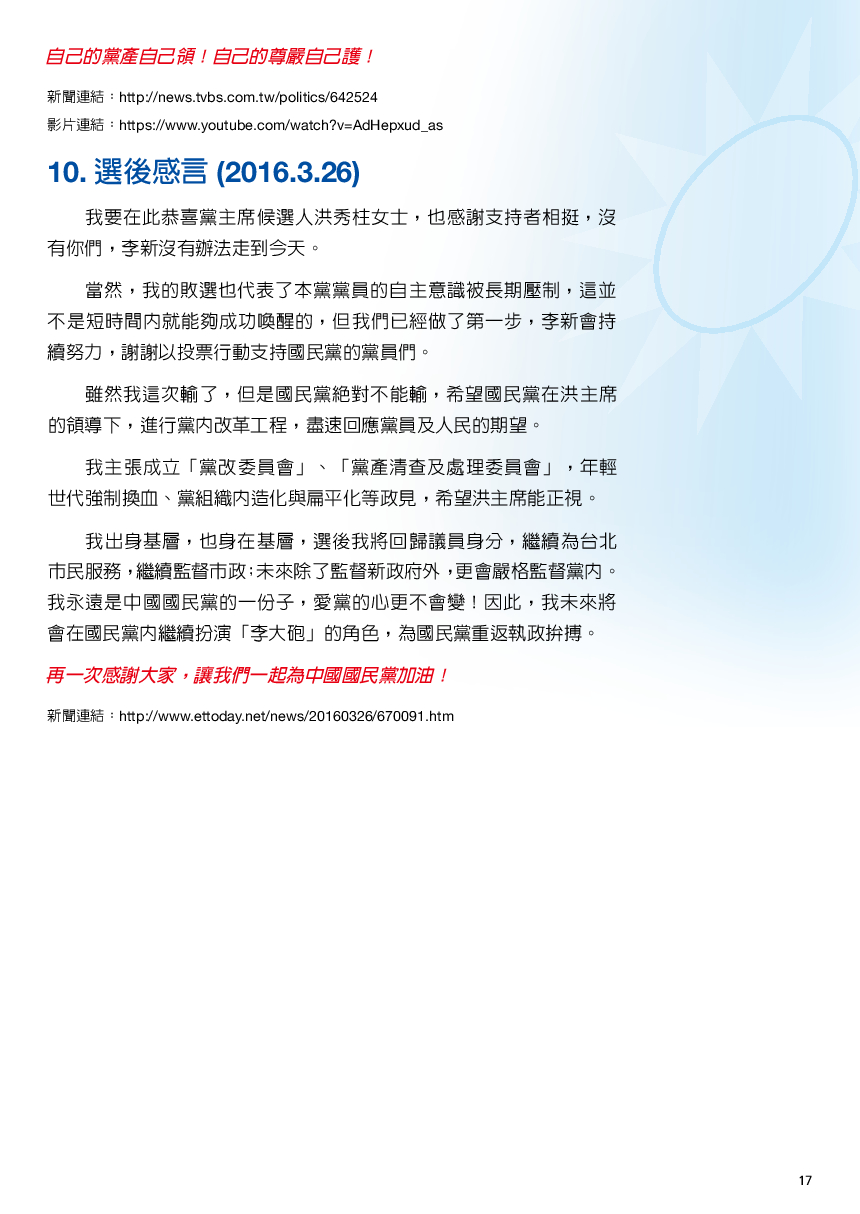 自己的黨產自己領！自己的尊嚴自己護！
新聞連結：http://news.tvbs.com.tw/politics/642524
影片連結：https://www.youtube.com/watch?v=AdHepxud_as
10. 選後感言 (2016.3.26)
我要在此恭喜黨主席候選人洪秀柱女士，也感謝支持者相挺，沒
有你們，李新沒有辦法走到今天。
當然，我的敗選也代表了本黨黨員的自主意識被長期壓制，這並
不是短時間內就能夠成功喚醒的，但我們已經做了第一步，李新會持
續努力，謝謝以投票行動支持國民黨的黨員們。
雖然我這次輸了，但是國民黨絕對不能輸，希望國民黨在洪主席
的領導下，進行黨內改革工程，盡速回應黨員及人民的期望。
我主張成立「黨改委員會」、「黨產清查及處理委員會」，年輕
世代強制換血、黨組織內造化與扁平化等政見，希望洪主席能正視。
我出身基層，也身在基層，選後我將回歸議員身分，繼續為台北
市民服務，繼續監督市政；未來除了監督新政府外，更會嚴格監督黨內。
我永遠是中國國民黨的一份子，愛黨的心更不會變！因此，我未來將
會在國民黨內繼續扮演「李大砲」的角色，為國民黨重返執政拚搏。
再一次感謝大家，讓我們一起為中國國民黨加油！
新聞連結：http://www.ettoday.net/news/20160326/670091.htm
17